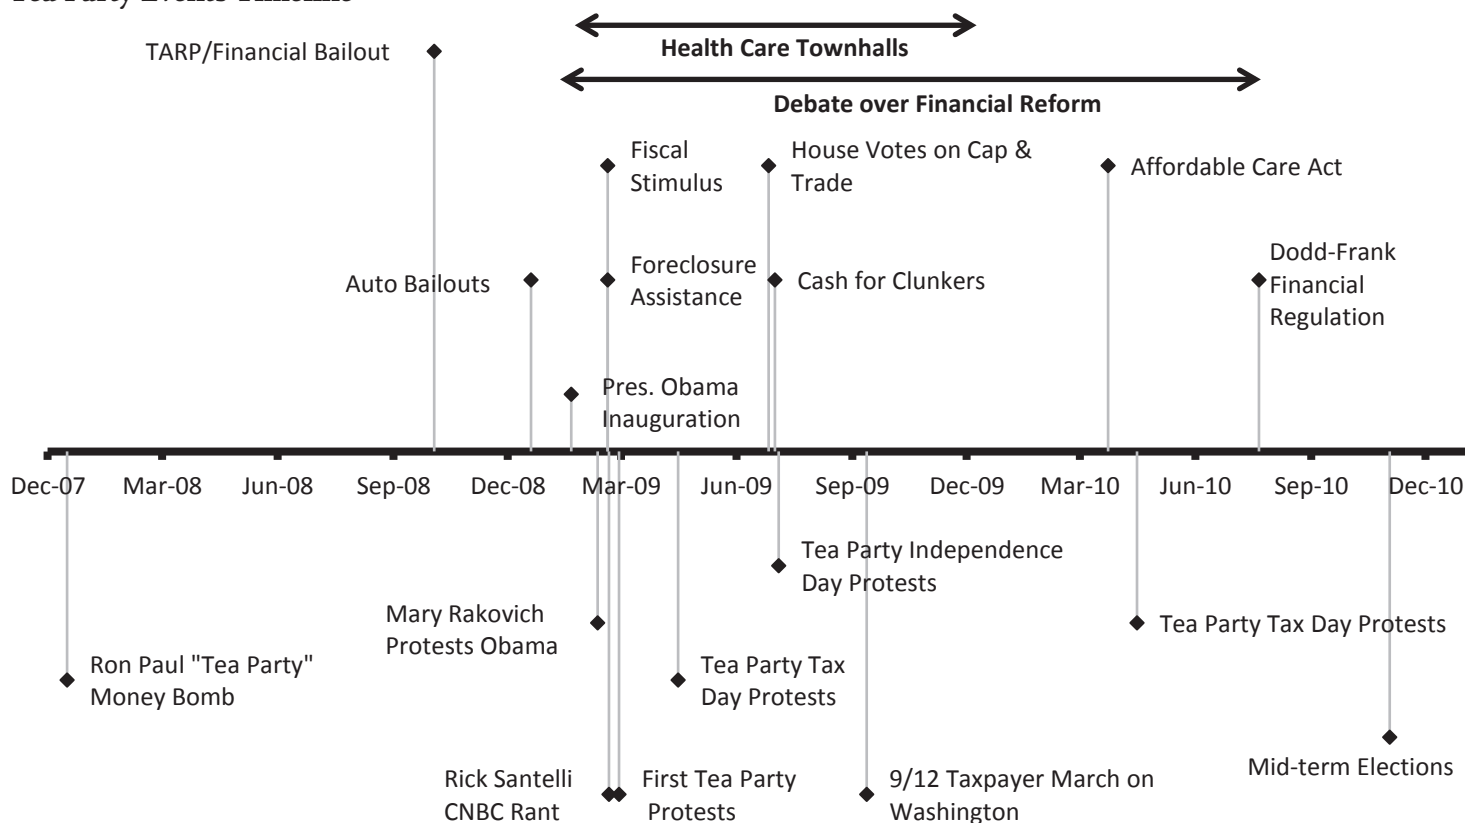 Tea Party Events Timeline
Health Care Townhalls
TARP/Financial Bailout
Debate over Financial Reform
Fiscal
Stimulus
House Votes on Cap &
Trade
Affordable Care Act
Auto Bailouts
Foreclosure
Assistance
Cash for Clunkers
Dodd-Frank
Financial
Regulation
Pres. Obama
Inauguration
Dec-07 Mar-08 Jun-08 Sep-08 Dec-08 Mar-09 Jun-09 Sep-09 Dec-09 Mar-10 Jun-10 Sep-10 Dec-10
Tea Party Independence
Day Protests
Mary Rakovich
Protests Obama
Tea Party Tax Day Protests
Ron Paul "Tea Party"
Money Bomb
Tea Party Tax
Day Protests
Rick Santelli
CNBC Rant
First Tea Party
Protests
9/12 Taxpayer March on
Washington
Mid-term Elections